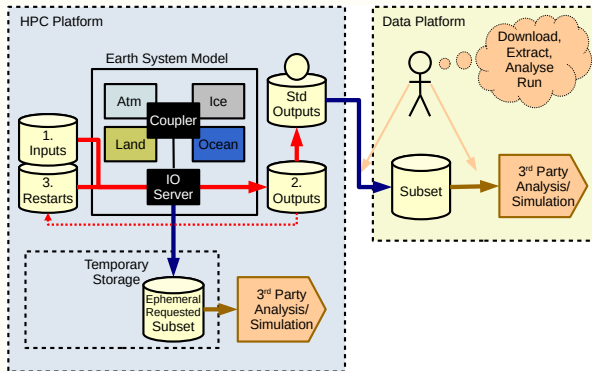 HPC Platform
Data Platform
Earth System Model
Atm
Ice
Coupler
Land
Ocean
IO
Server
1.
Inputs
3.
Restarts
Std
Outputs
2.
Outputs
Download,
Extract,
Analyse
Run
Subset
3rd Party
Analysis/
Simulation
Temporary
Storage
Ephemeral
Requested
Subset
3rd Party
Analysis/
Simulation